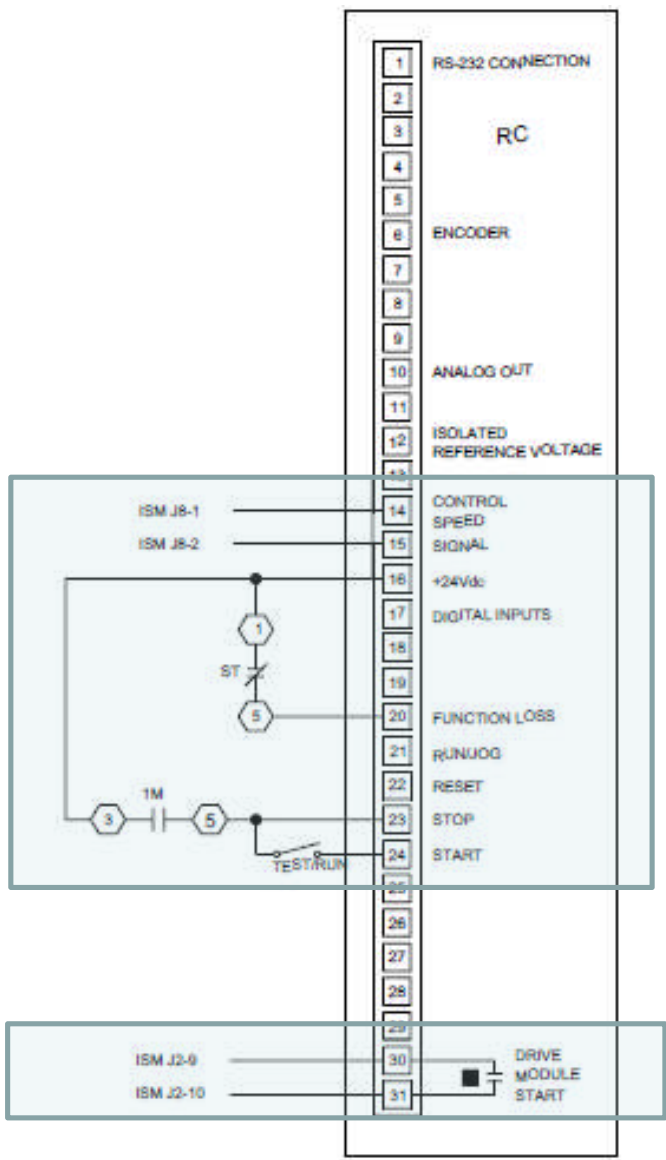 1 RS-232 CONNECTION
2
3 RC
4
5
6 ENCODER
7
8
9
10 ANALOG OUT
11
12 ISOLATED
REFERENCE VOLTAGE
13
ISM J8-1 14 CONTROL
SPEED
ISM J8-2 15 SIGNAL
16 +24Vdc
17 DIGITAL INPUTS
1
18
ST
19
5 20 FUNCTION LOSS
21 RUN/JOG
22 RESET
1M
3 5 23 STOP
24 START
TEST/RUN
25
26
27
28
29
ISM J2-9 30 DRIVE
MODULE
ISM J2-10 31 START